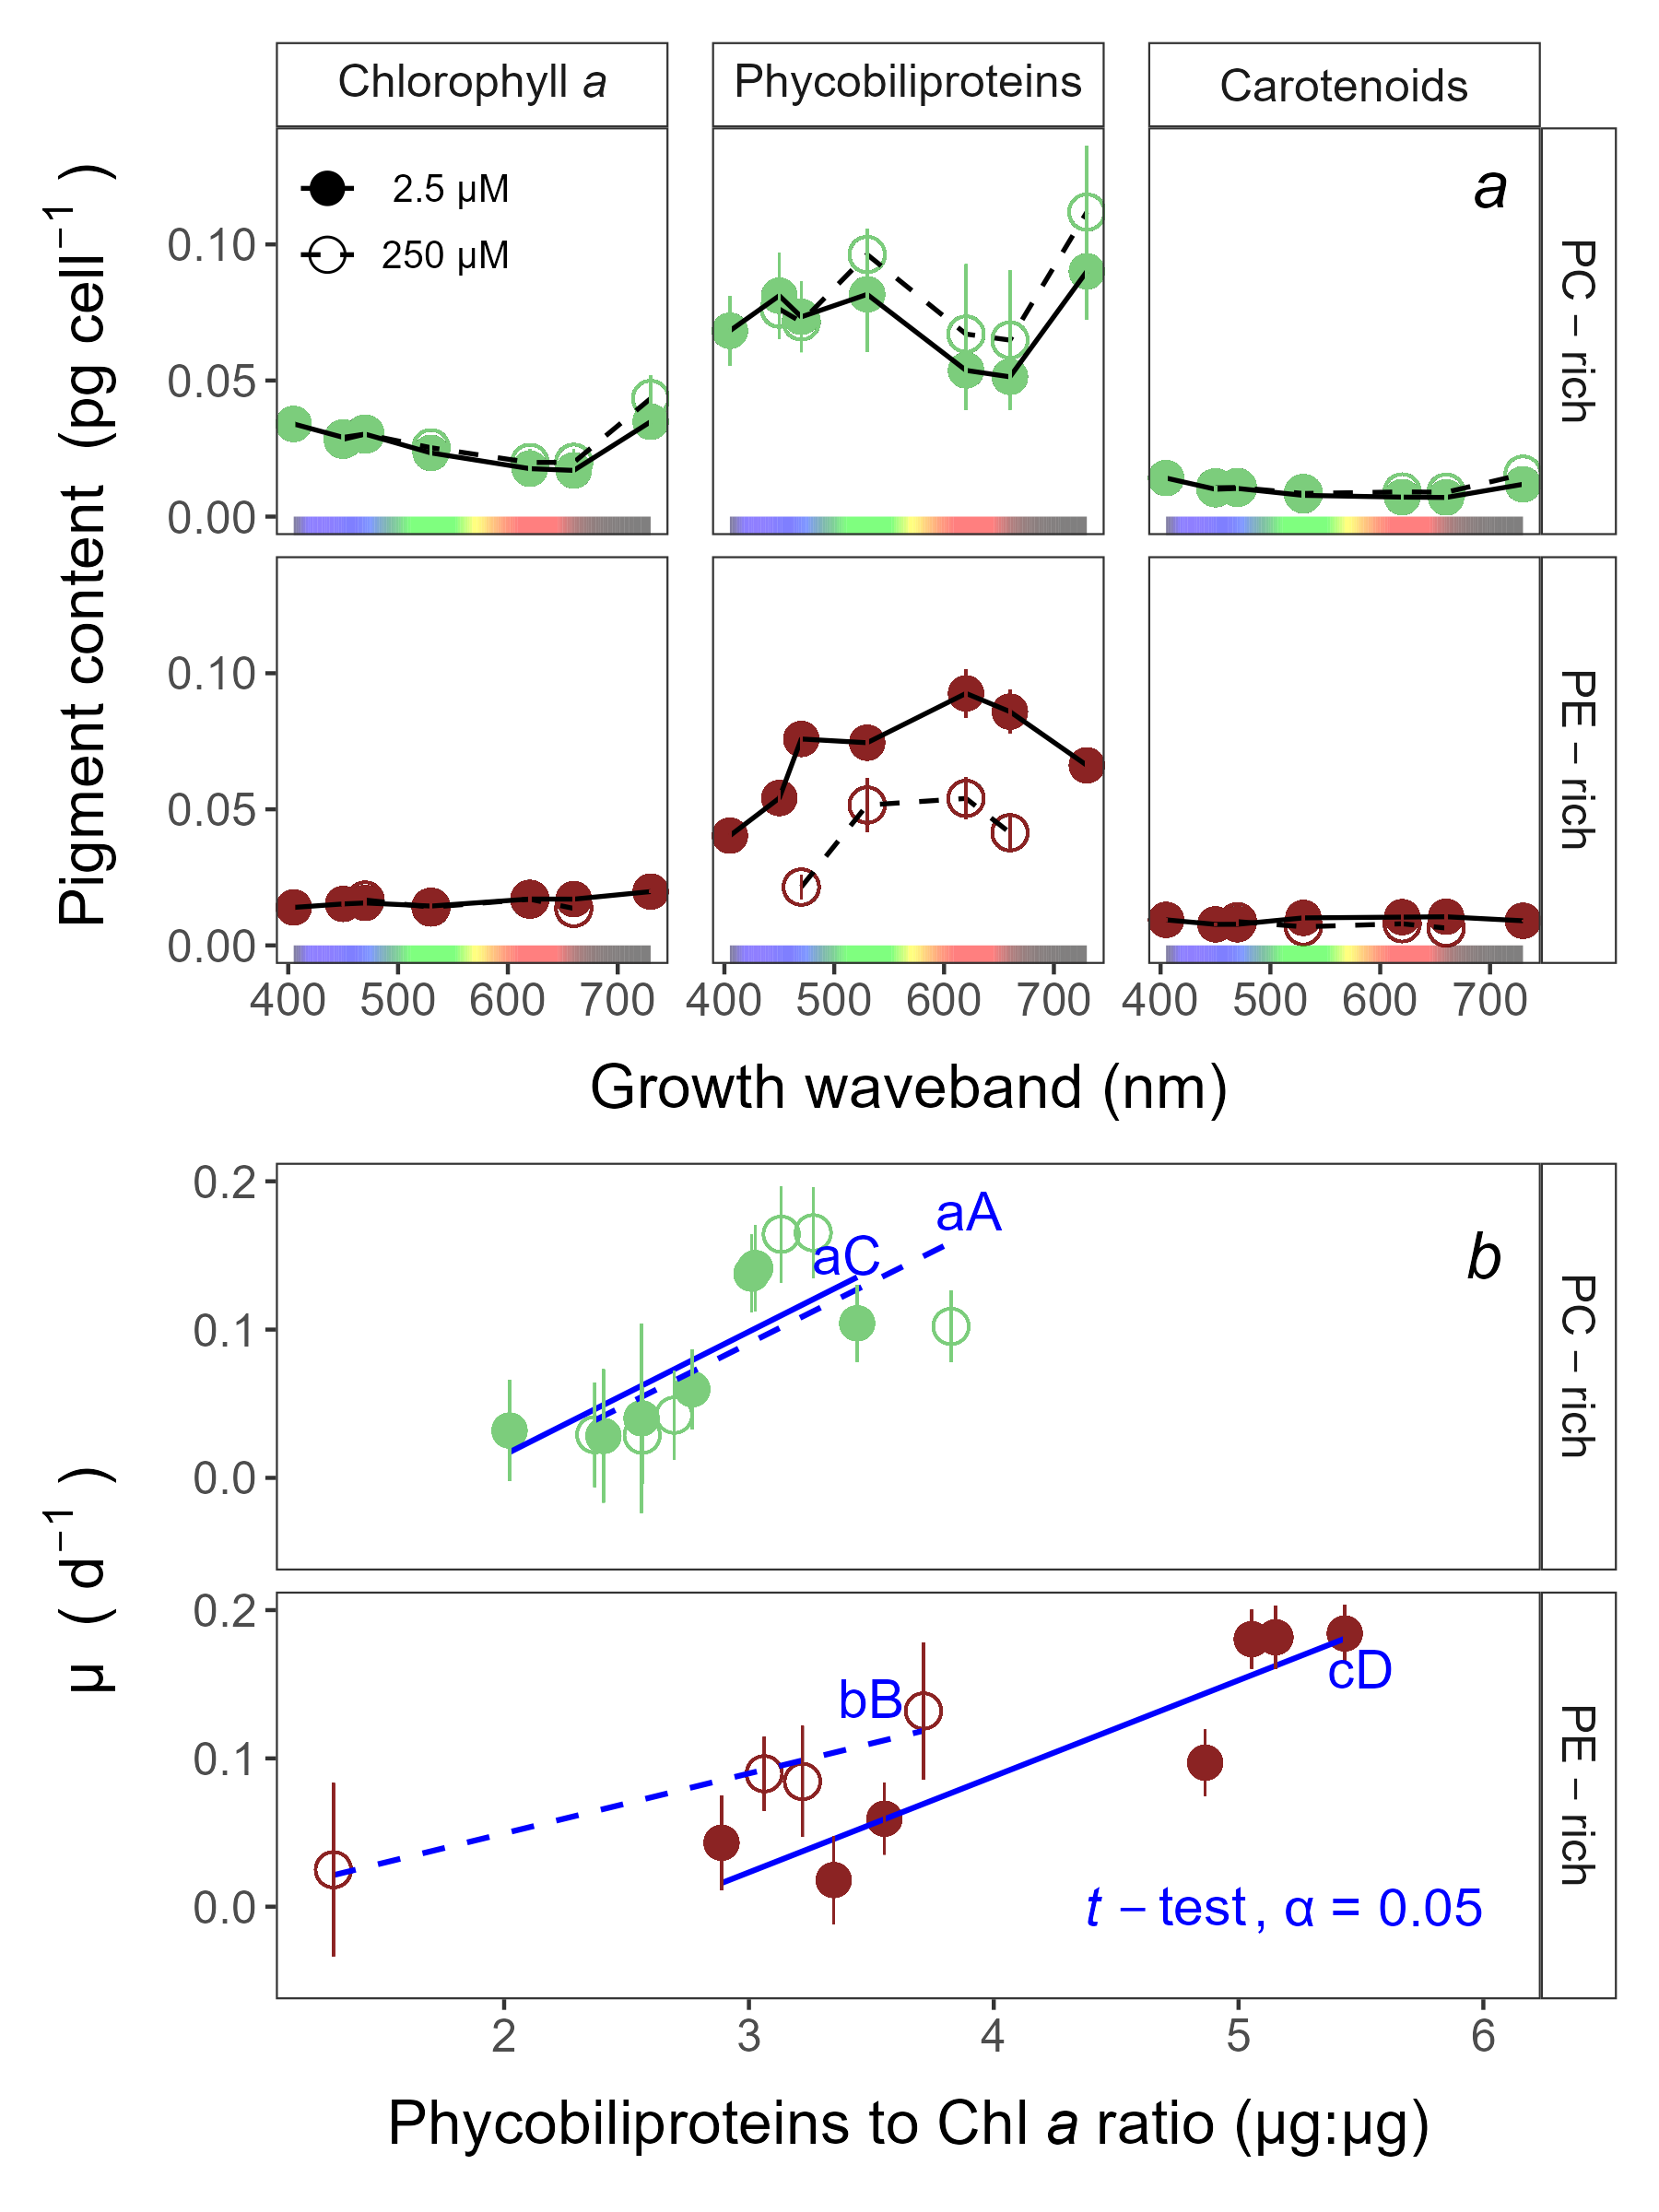 Chlorophyll a
Phycobiliproteins
Carotenoids
2.5 µM
250 µM
a
PC – rich
0.10
0.05
0.00
PE – rich
0.10
0.05
0.00
400 500 600 700
400 500 600 700
400 500 600 700
Pigment content (pg cell⁻¹)
Growth waveband (nm)
0.2
0.1
0.0
aA
aC
b
PC – rich
0.2
0.1
0.0
bB
cD
t – test, α = 0.05
PE – rich
µ (d⁻¹)
2 3 4 5 6
Phycobiliproteins to Chl a ratio (µg:µg)